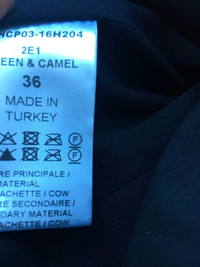 HCP03-16H204
2E1
EEN & CAMEL
36
MADE IN
TURKEY
F
F
RE PRINCIPALE /
MATERIAL
ACHETTE / COW
RE SECONDAIRE /
DARY MATERIAL
ACHETTE / COW